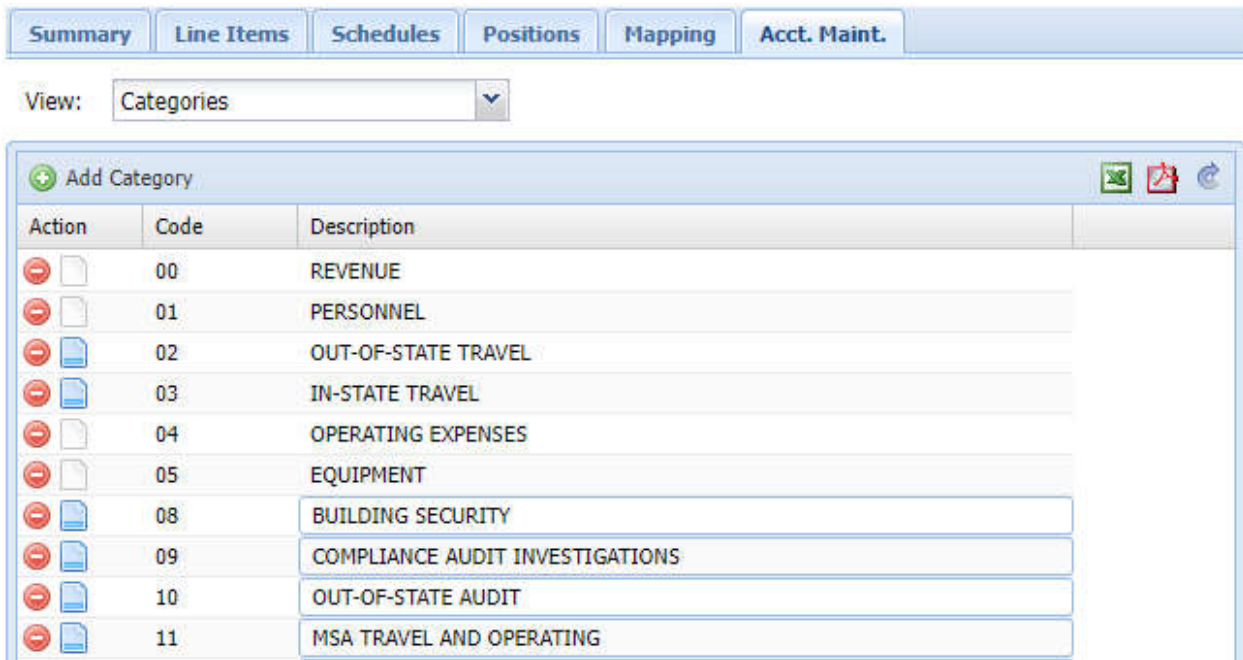 Summary Line Items Schedules Positions Mapping Acct. Maint.
View: Categories
Add Category
Action Code Description
00 REVENUE
01 PERSONNEL
02 OUT-OF-STATE TRAVEL
03 IN-STATE TRAVEL
04 OPERATING EXPENSES
05 EQUIPMENT
08 BUILDING SECURITY
09 COMPLIANCE AUDIT INVESTIGATIONS
10 OUT-OF-STATE AUDIT
11 MSA TRAVEL AND OPERATING